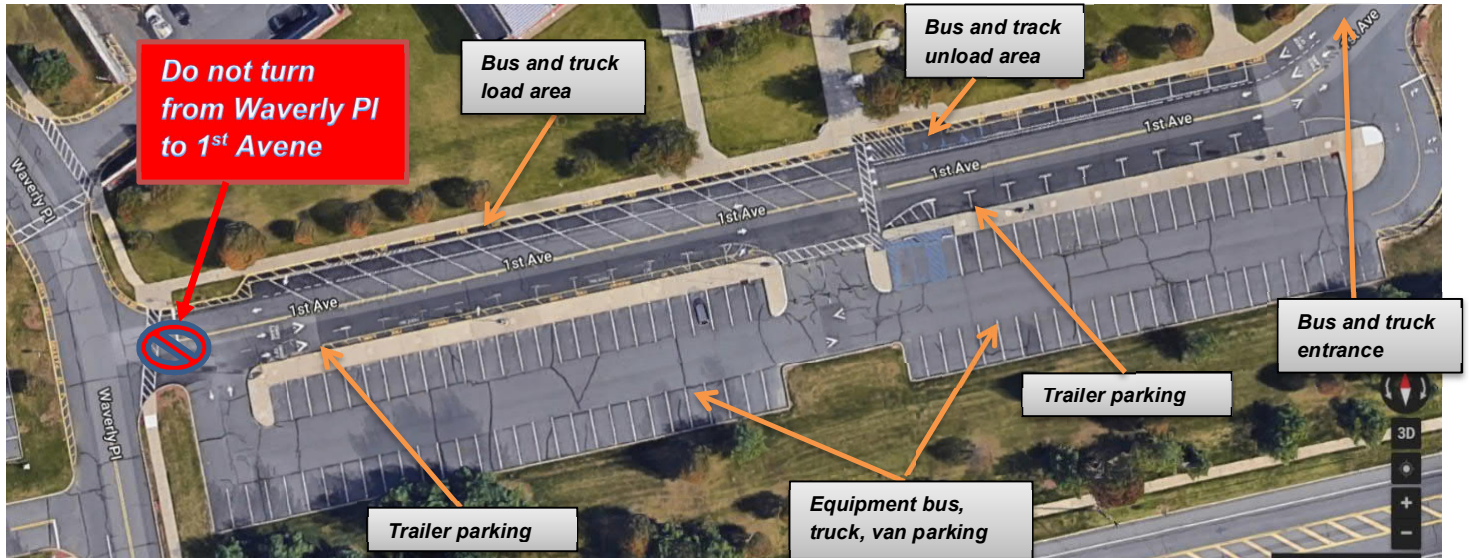 Do not turn
from Waverly Pl
to 1st Avene
Bus and truck
load area
Bus and track
unload area
1st Ave
1st Ave
1st Ave
1st Ave
1st Ave
1st Ave
Waverly Pl
Waverly Pl
Bus and truck
entrance
Trailer parking
Trailer parking
Equipment bus,
truck, van parking
3D
+
−